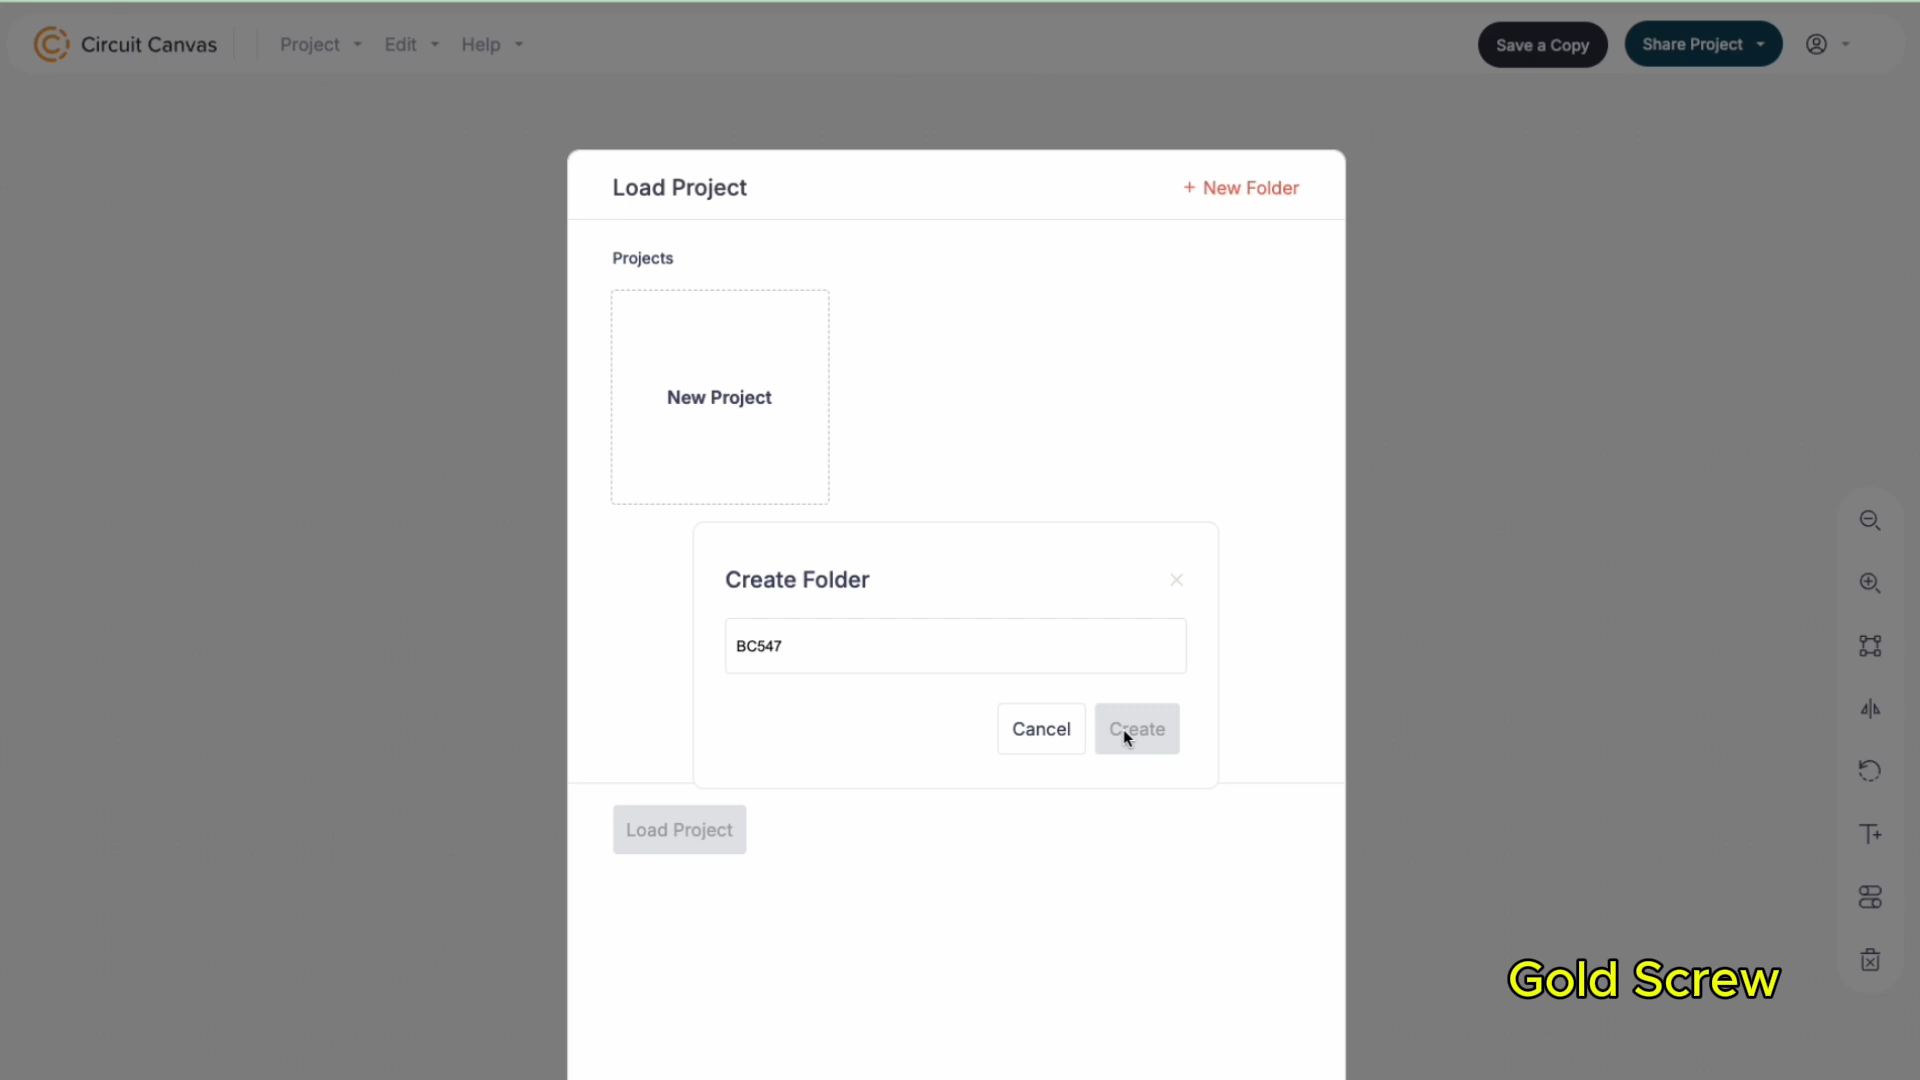 Circuit Canvas
Project
Edit
Help
Save a Copy
Share Project
Load Project
+ New Folder
Projects
New Project
Create Folder
BC547
Cancel
Create
Load Project
Gold Screw